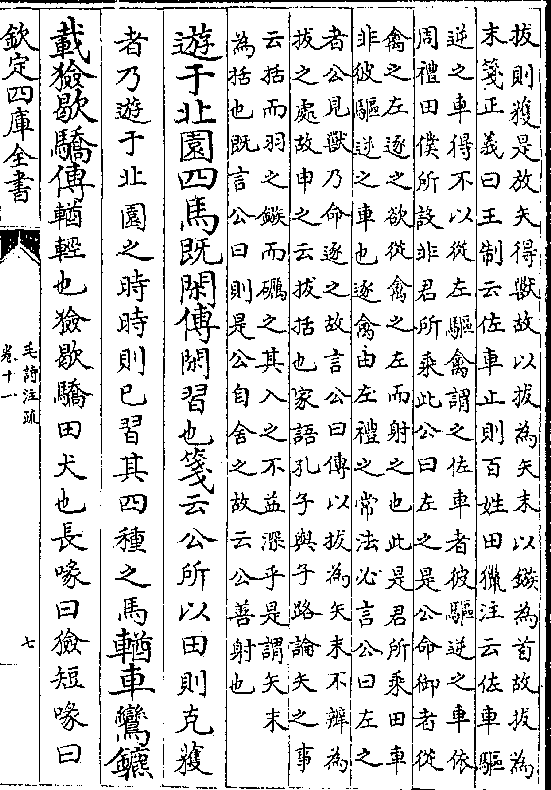 拔則獲是放矢得獸故以拔為矢末以鏃為首故拔為
末箋正義曰王制云佐車止則百姓田獵注云佐車驅
逆之車得不以從左驅禽謂之佐車者彼驅逆之車依
周禮田僕所設非君所乘此公曰左之是公命御者從
禽之左逐之欲從禽之左而射之也此是君所乘田車
非彼驅逆之車也逐禽由左禮之常法必言公曰左之
者公見獸乃命逐之故言公曰傳以拔為矢末不辨為
拔之處故申之云拔括也家語孔子與子路論矢之事
云括而羽之鏃而礪之其入之不益深乎是謂矢末
為括也既言公曰則是公自舍之故云公善射也
遊于北園四馬既閑傳閑習也箋云公所以田則克獲
者乃遊于北園之時時則已習其四種之馬輶車鸞鑣
載獫歇驕傳輶輕也獫歇驕田犬也長喙曰獫短喙曰
欽定四庫全書
毛詩注疏
卷十一
七